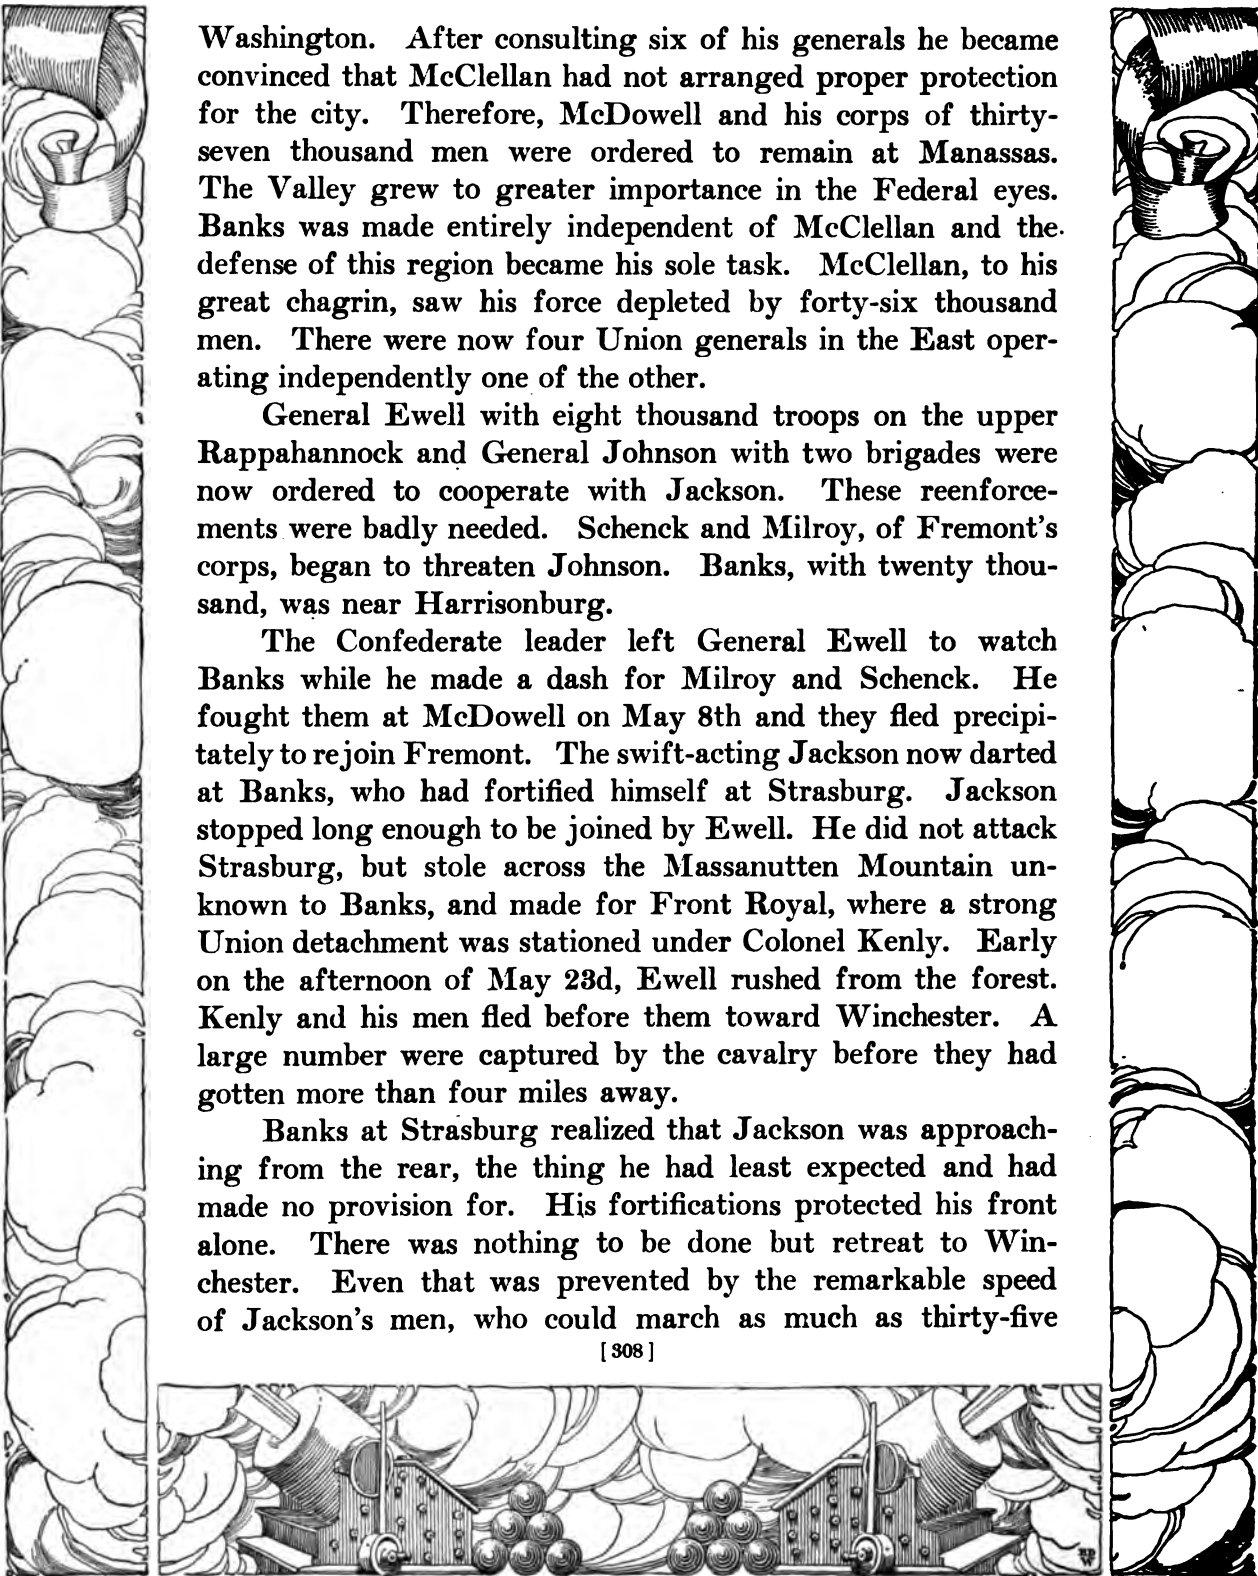 Washington. After consulting six of his generals he became
convinced that McClellan had not arranged proper protection
for the city. Therefore, McDowell and his corps of thirty-
seven thousand men were ordered to remain at Manassas.
The Valley grew to greater importance in the Federal eyes.
Banks was made entirely independent of McClellan and the
defense of this region became his sole task. McClellan, to his
great chagrin, saw his force depleted by forty-six thousand
men. There were now four Union generals in the East oper-
ating independently one of the other.
General Ewell with eight thousand troops on the upper
Rappahannock and General Johnson with two brigades were
now ordered to cooperate with Jackson. These reenforce-
ments were badly needed. Schenck and Milroy, of Fremont's
corps, began to threaten Johnson. Banks, with twenty thou-
sand, was near Harrisonburg.
The Confederate leader left General Ewell to watch
Banks while he made a dash for Milroy and Schenck. He
fought them at McDowell on May 8th and they fled precipi-
tately to rejoin Fremont. The swift-acting Jackson now darted
at Banks, who had fortified himself at Strasburg. Jackson
stopped long enough to be joined by Ewell. He did not attack
Strasburg, but stole across the Massanutten Mountain un-
known to Banks, and made for Front Royal, where a strong
Union detachment was stationed under Colonel Kenly. Early
on the afternoon of May 23d, Ewell rushed from the forest.
Kenly and his men fled before them toward Winchester. A
large number were captured by the cavalry before they had
gotten more than four miles away.
Banks at Strasburg realized that Jackson was approach-
ing from the rear, the thing he had least expected and had
made no provision for. His fortifications protected his front
alone. There was nothing to be done but retreat to Win-
chester. Even that was prevented by the remarkable speed
of Jackson's men, who could march as much as thirty-five
[308]